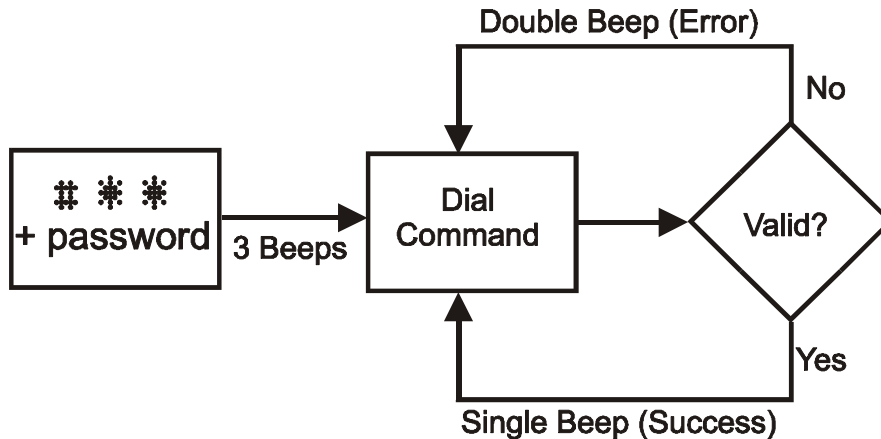 Double Beep (Error)
No
# * *
+ password
3 Beeps
Dial
Command
Valid?
Yes
Single Beep (Success)